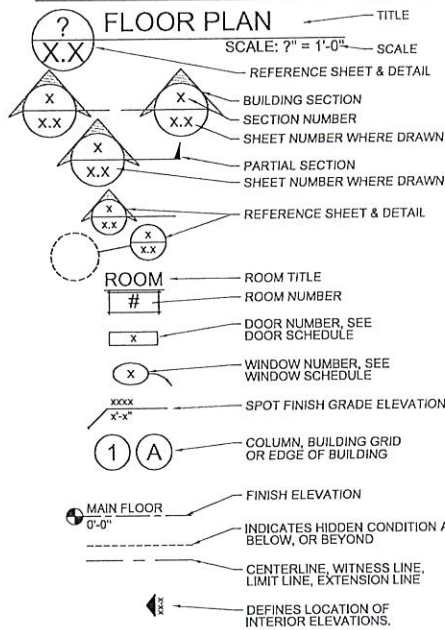 ? FLOOR PLAN
TITLE
X.X
SCALE: ?" = 1'-0"
SCALE
REFERENCE SHEET & DETAIL
x
x
BUILDING SECTION
SECTION NUMBER
x.x
x.x
SHEET NUMBER WHERE DRAWN
x
x.x
PARTIAL SECTION
SHEET NUMBER WHERE DRAWN
x
x.x
REFERENCE SHEET & DETAIL
x
x.x
ROOM
ROOM TITLE
#
ROOM NUMBER
x
DOOR NUMBER, SEE
DOOR SCHEDULE
x
WINDOW NUMBER, SEE
WINDOW SCHEDULE
xxxx
x'-x"
SPOT FINISH GRADE ELEVATION
1 A
COLUMN, BUILDING GRID
OR EDGE OF BUILDING
MAIN FLOOR
0'-0"
FINISH ELEVATION
INDICATES HIDDEN CONDITION A
BELOW, OR BEYOND
CENTERLINE, WITNESS LINE,
LIMIT LINE, EXTENSION LINE
xx-x
DEFINES LOCATION OF
INTERIOR ELEVATIONS.